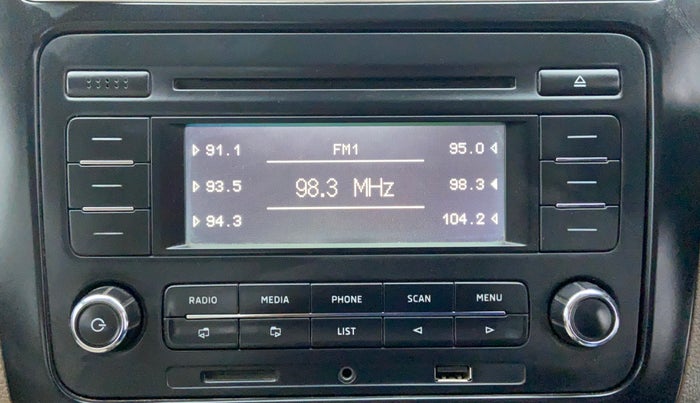 FM1
91.1 95.0
93.5 98.3 MHz 98.3
94.3 104.2
RADIO MEDIA PHONE SCAN MENU
LIST